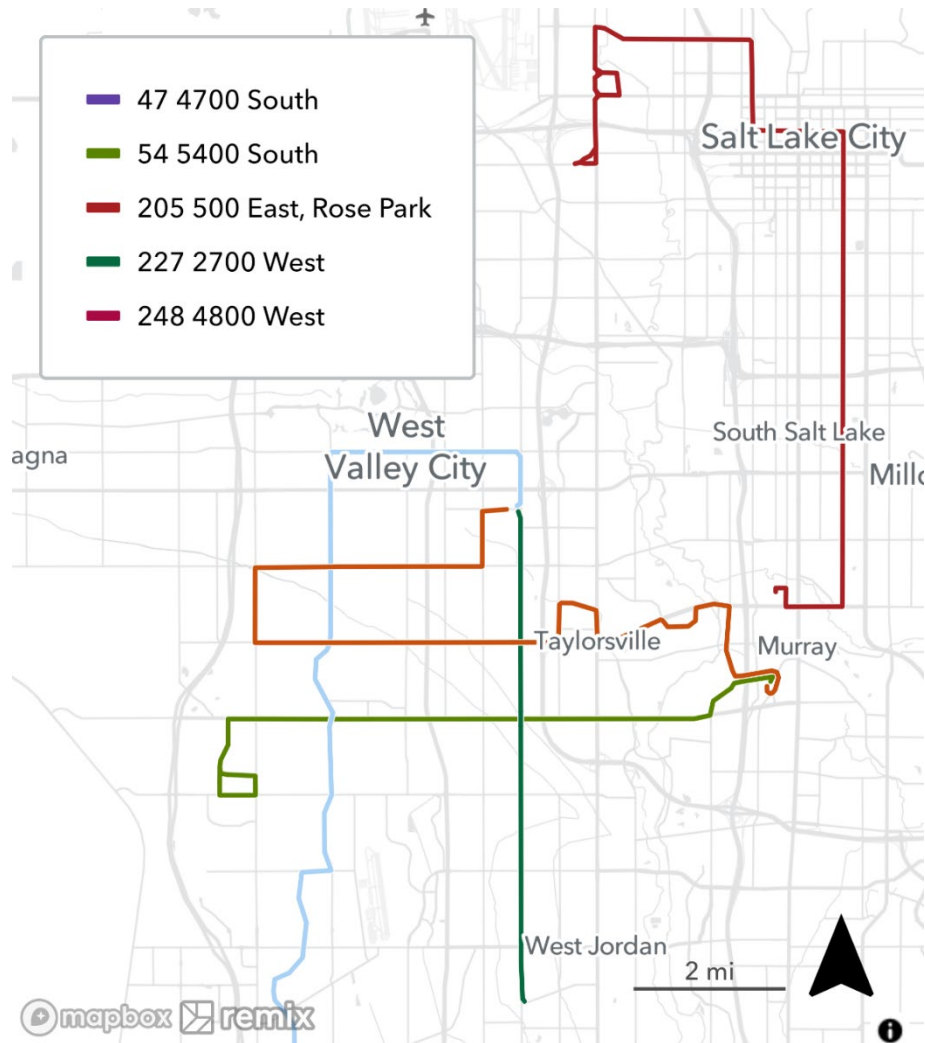 47 4700 South
54 5400 South
205 500 East, Rose Park
227 2700 West
248 4800 West
Salt Lake City
West
Valley City
South Salt Lake
agna
Millc
Taylorsville
Murray
West Jordan
2 mi
mapbox remix
i